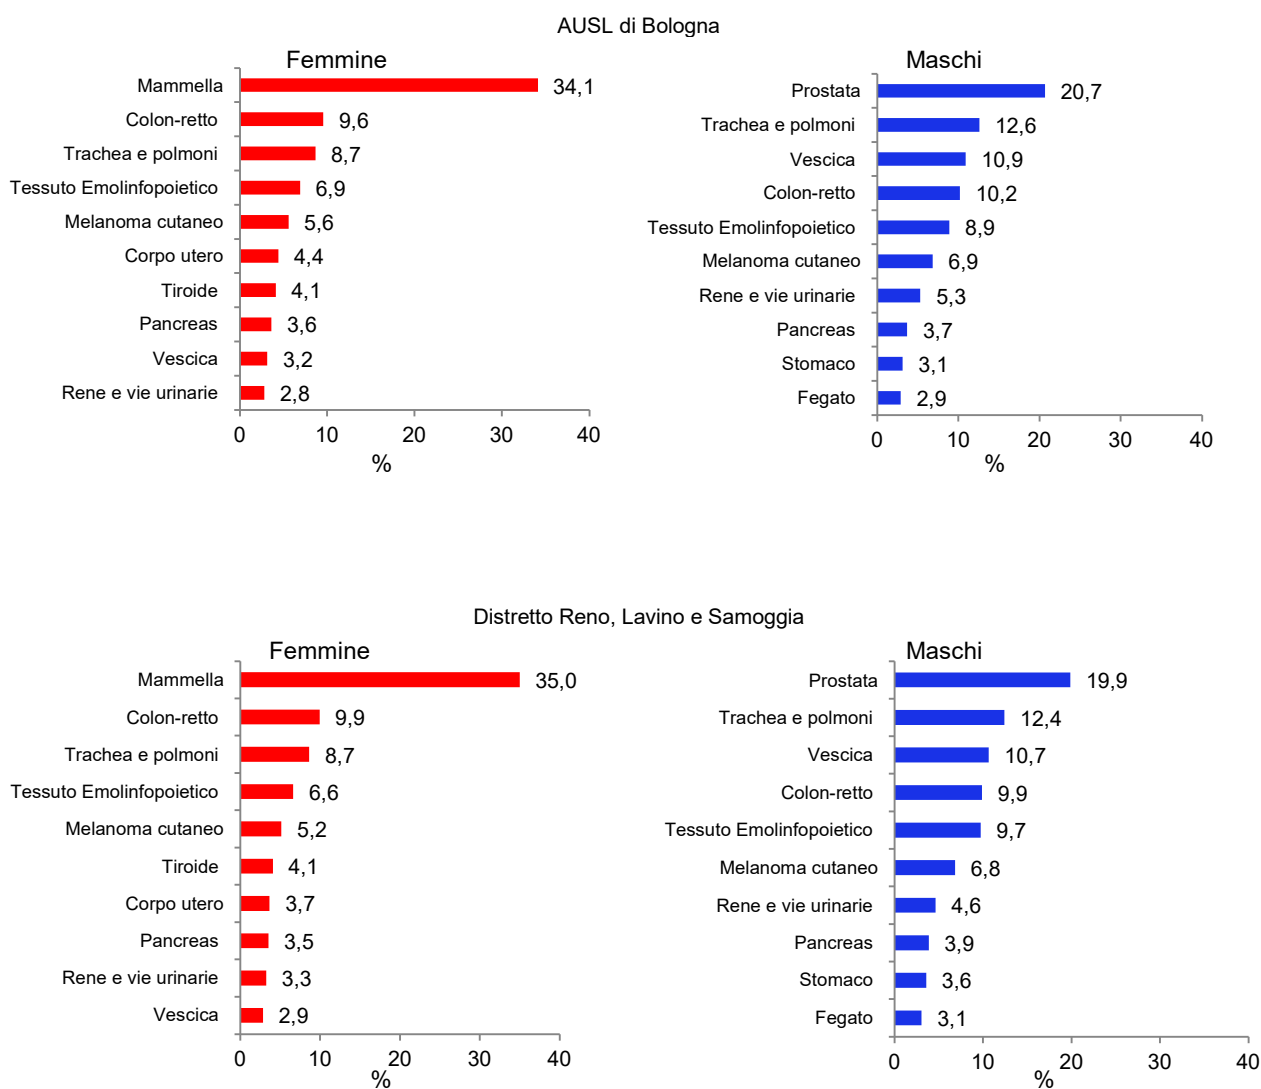 AUSL di Bologna
Femmine
Mammella 34,1
Colon-retto 9,6
Trachea e polmoni 8,7
Tessuto Emolinfopoietico 6,9
Melanoma cutaneo 5,6
Corpo utero 4,4
Tiroide 4,1
Pancreas 3,6
Vescica 3,2
Rene e vie urinarie 2,8
0 10 20 30 40
%
Maschi
Prostata 20,7
Trachea e polmoni 12,6
Vescica 10,9
Colon-retto 10,2
Tessuto Emolinfopoietico 8,9
Melanoma cutaneo 6,9
Rene e vie urinarie 5,3
Pancreas 3,7
Stomaco 3,1
Fegato 2,9
0 10 20 30 40
%
Distretto Reno, Lavino e Samoggia
Femmine
Mammella 35,0
Colon-retto 9,9
Trachea e polmoni 8,7
Tessuto Emolinfopoietico 6,6
Melanoma cutaneo 5,2
Tiroide 4,1
Corpo utero 3,7
Pancreas 3,5
Rene e vie urinarie 3,3
Vescica 2,9
0 10 20 30 40
%
Maschi
Prostata 19,9
Trachea e polmoni 12,4
Vescica 10,7
Colon-retto 9,9
Tessuto Emolinfopoietico 9,7
Melanoma cutaneo 6,8
Rene e vie urinarie 4,6
Pancreas 3,9
Stomaco 3,6
Fegato 3,1
0 10 20 30 40
%